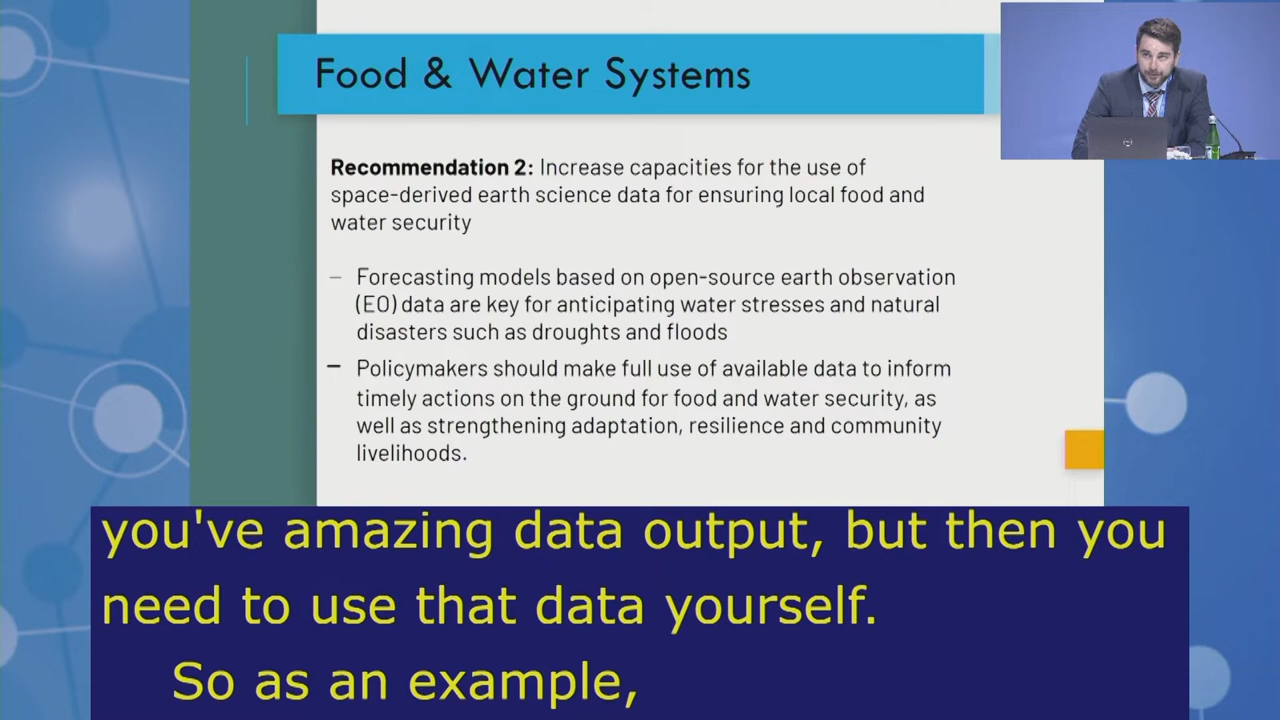 Food & Water Systems
Recommendation 2: Increase capacities for the use of
space-derived earth science data for ensuring local food and
water security
– Forecasting models based on open-source earth observation
(EO) data are key for anticipating water stresses and natural
disasters such as droughts and floods
– Policymakers should make full use of available data to inform
timely actions on the ground for food and water security, as
well as strengthening adaptation, resilience and community
livelihoods.
you've amazing data output, but then you
need to use that data yourself.
So as an example,